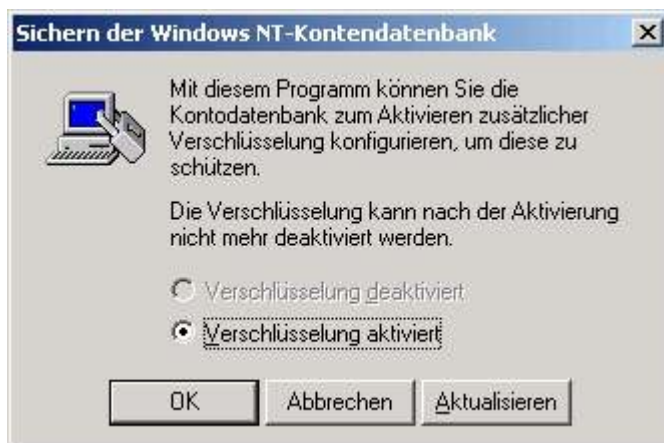 Sichern der Windows NT-Kontendatenbank
Mit diesem Programm können Sie die
Kontodatenbank zum Aktivieren zusätzlicher
Verschlüsselung konfigurieren, um diese zu
schützen.
Die Verschlüsselung kann nach der Aktivierung
nicht mehr deaktiviert werden.
Verschlüsselung deaktiviert
Verschlüsselung aktiviert
OK Abbrechen Aktualisieren